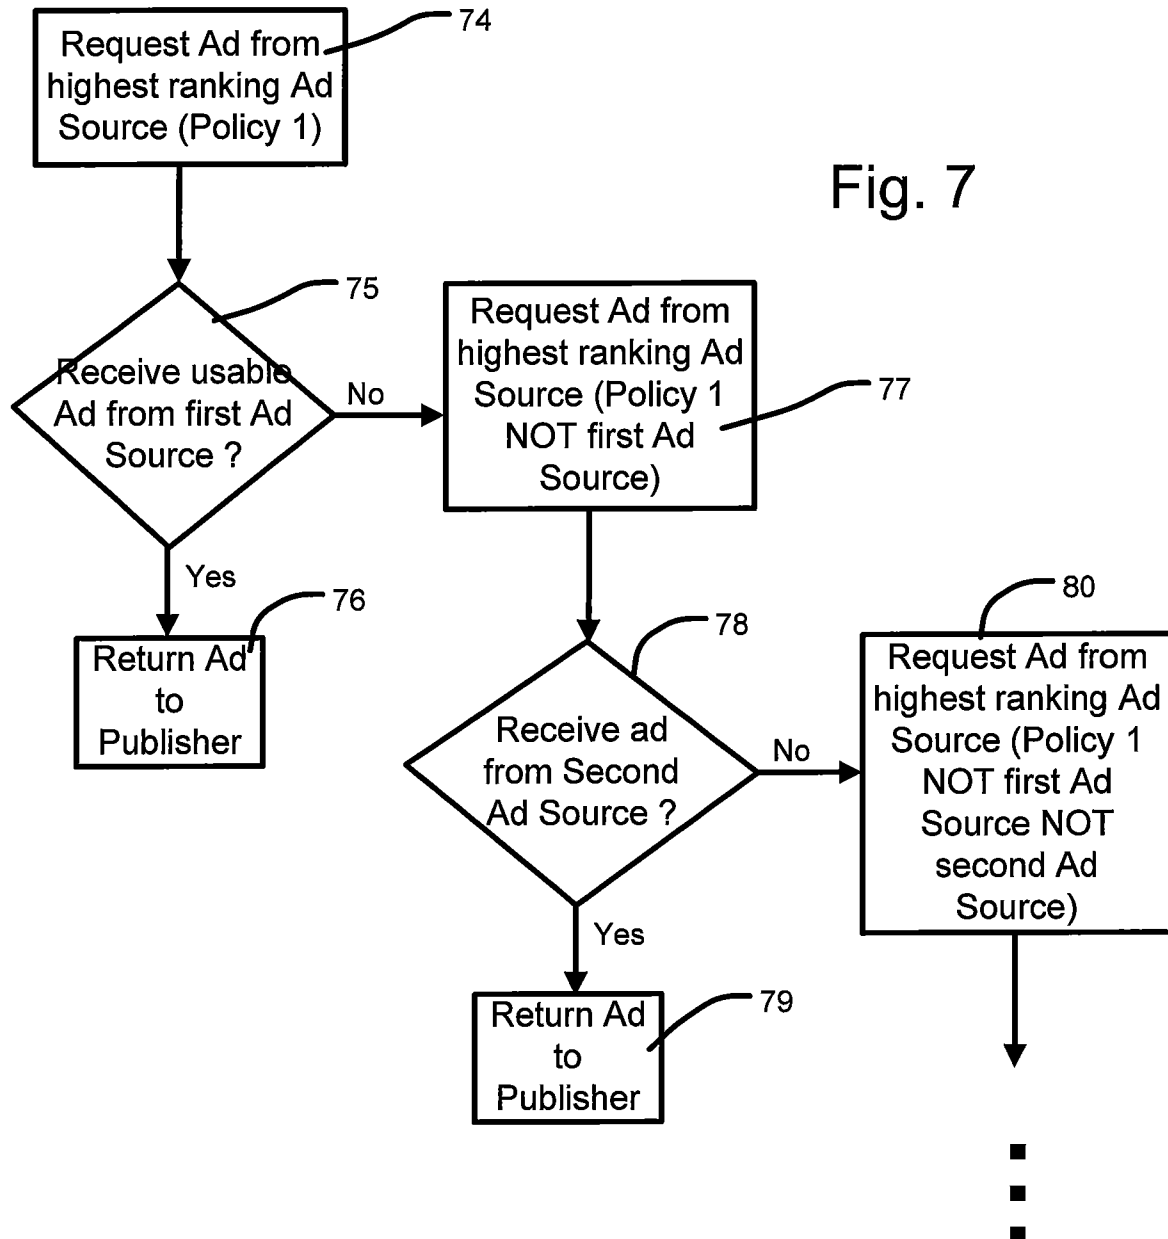 74
Request Ad from
highest ranking Ad
Source (Policy 1)
Fig. 7
75
Receive usable
Ad from first Ad
Source ?
No
Request Ad from
highest ranking Ad
Source (Policy 1
NOT first Ad
Source)
77
Yes
76
Return Ad
to
Publisher
78
Receive ad
from Second
Ad Source ?
No
80
Request Ad from
highest ranking Ad
Source (Policy 1
NOT first Ad
Source NOT
second Ad
Source)
Yes
79
Return Ad
to
Publisher